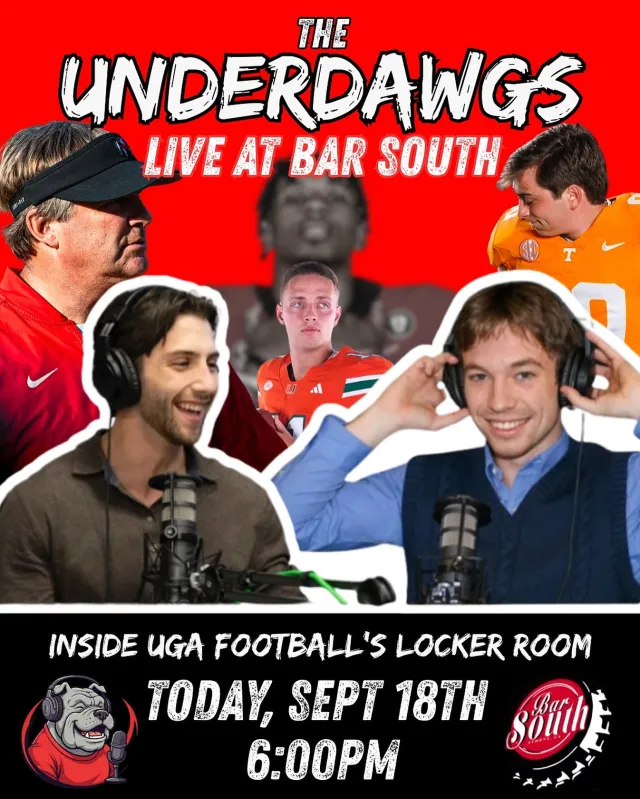 THE
UNDERDAWGS
LIVE AT BAR SOUTH
T
U
INSIDE UGA FOOTBALL'S LOCKER ROOM
TODAY, SEPT 18TH
6:00PM
Bar
South